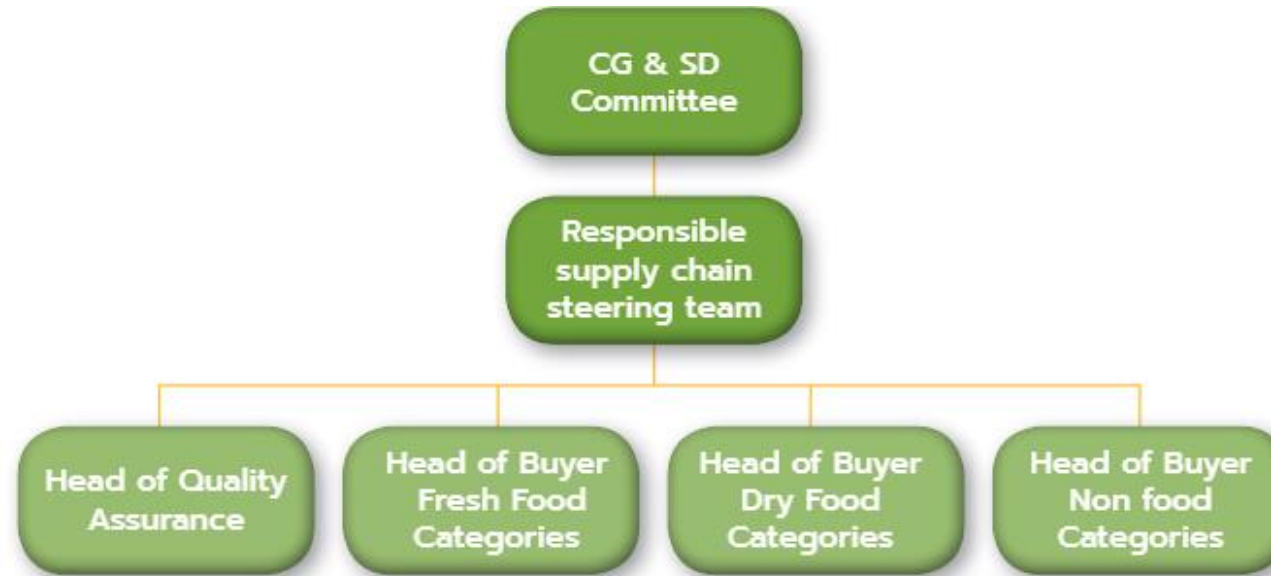 CG & SD
Committee
Responsible
supply chain
steering team
Head of Quality
Assurance
Head of Buyer
Fresh Food
Categories
Head of Buyer
Dry Food
Categories
Head of Buyer
Non food
Categories